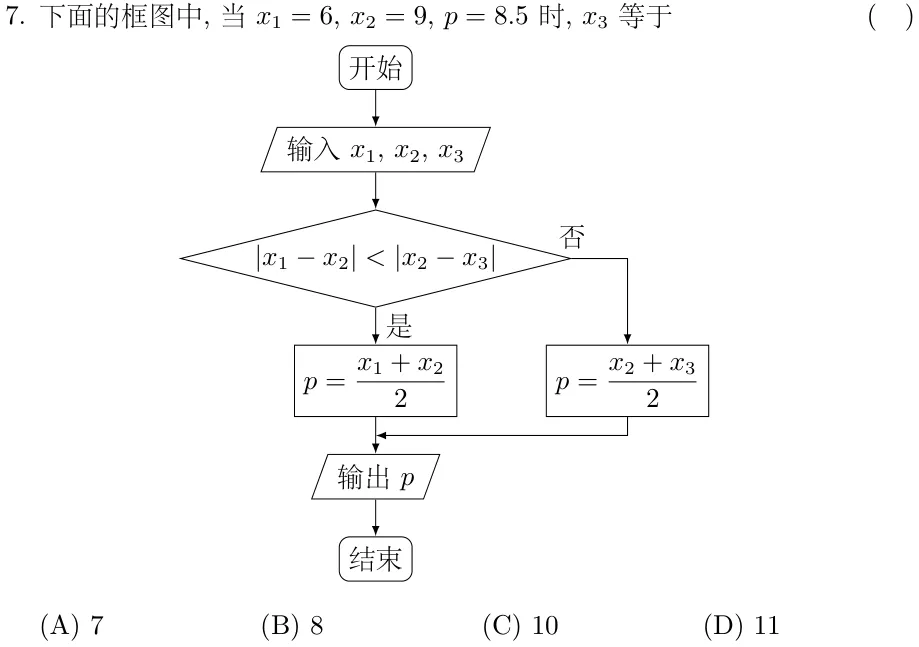 7. 下面的框图中, 当 x₁ = 6, x₂ = 9, p = 8.5 时, x₃ 等于 ( )
开始
输入 x₁, x₂, x₃
|x₁ − x₂| < |x₂ − x₃|
否
是
p = (x₁ + x₂)/2
p = (x₂ + x₃)/2
输出 p
结束
(A) 7 (B) 8 (C) 10 (D) 11